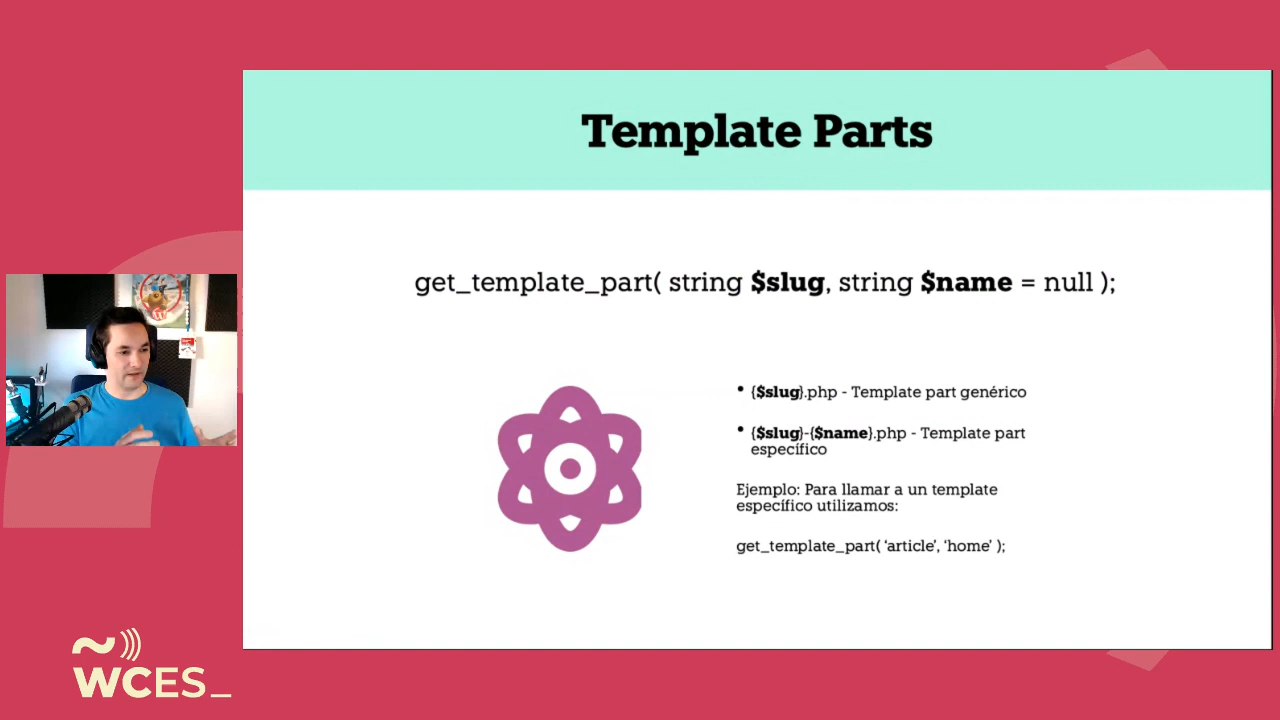 Template Parts
get_template_part( string $slug, string $name = null );
• {$slug}.php - Template part genérico
• {$slug}-{$name}.php - Template part
específico
Ejemplo: Para llamar a un template
específico utilizamos:
get_template_part( ‘article’, ‘home’ );
WCES_